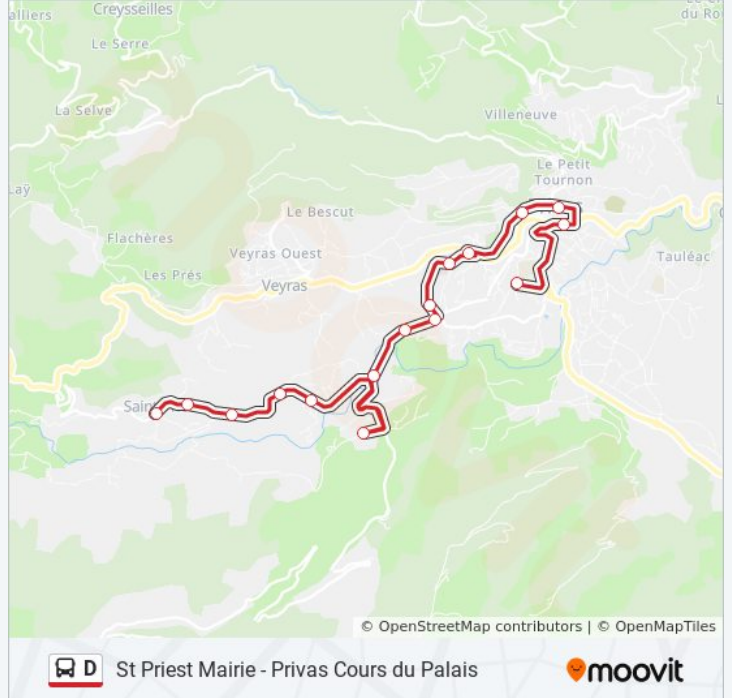 Creysseilles
alliers
du Ro
Le Serre
La Selve
Villeneuve
Le Petit
Tournon
Laÿ
Le Bescut
Flachères
Veyras Ouest
Tauléac
Les Prés
Veyras
Saint
© OpenStreetMap contributors | © OpenMapTiles
D St Priest Mairie - Privas Cours du Palais
moovit